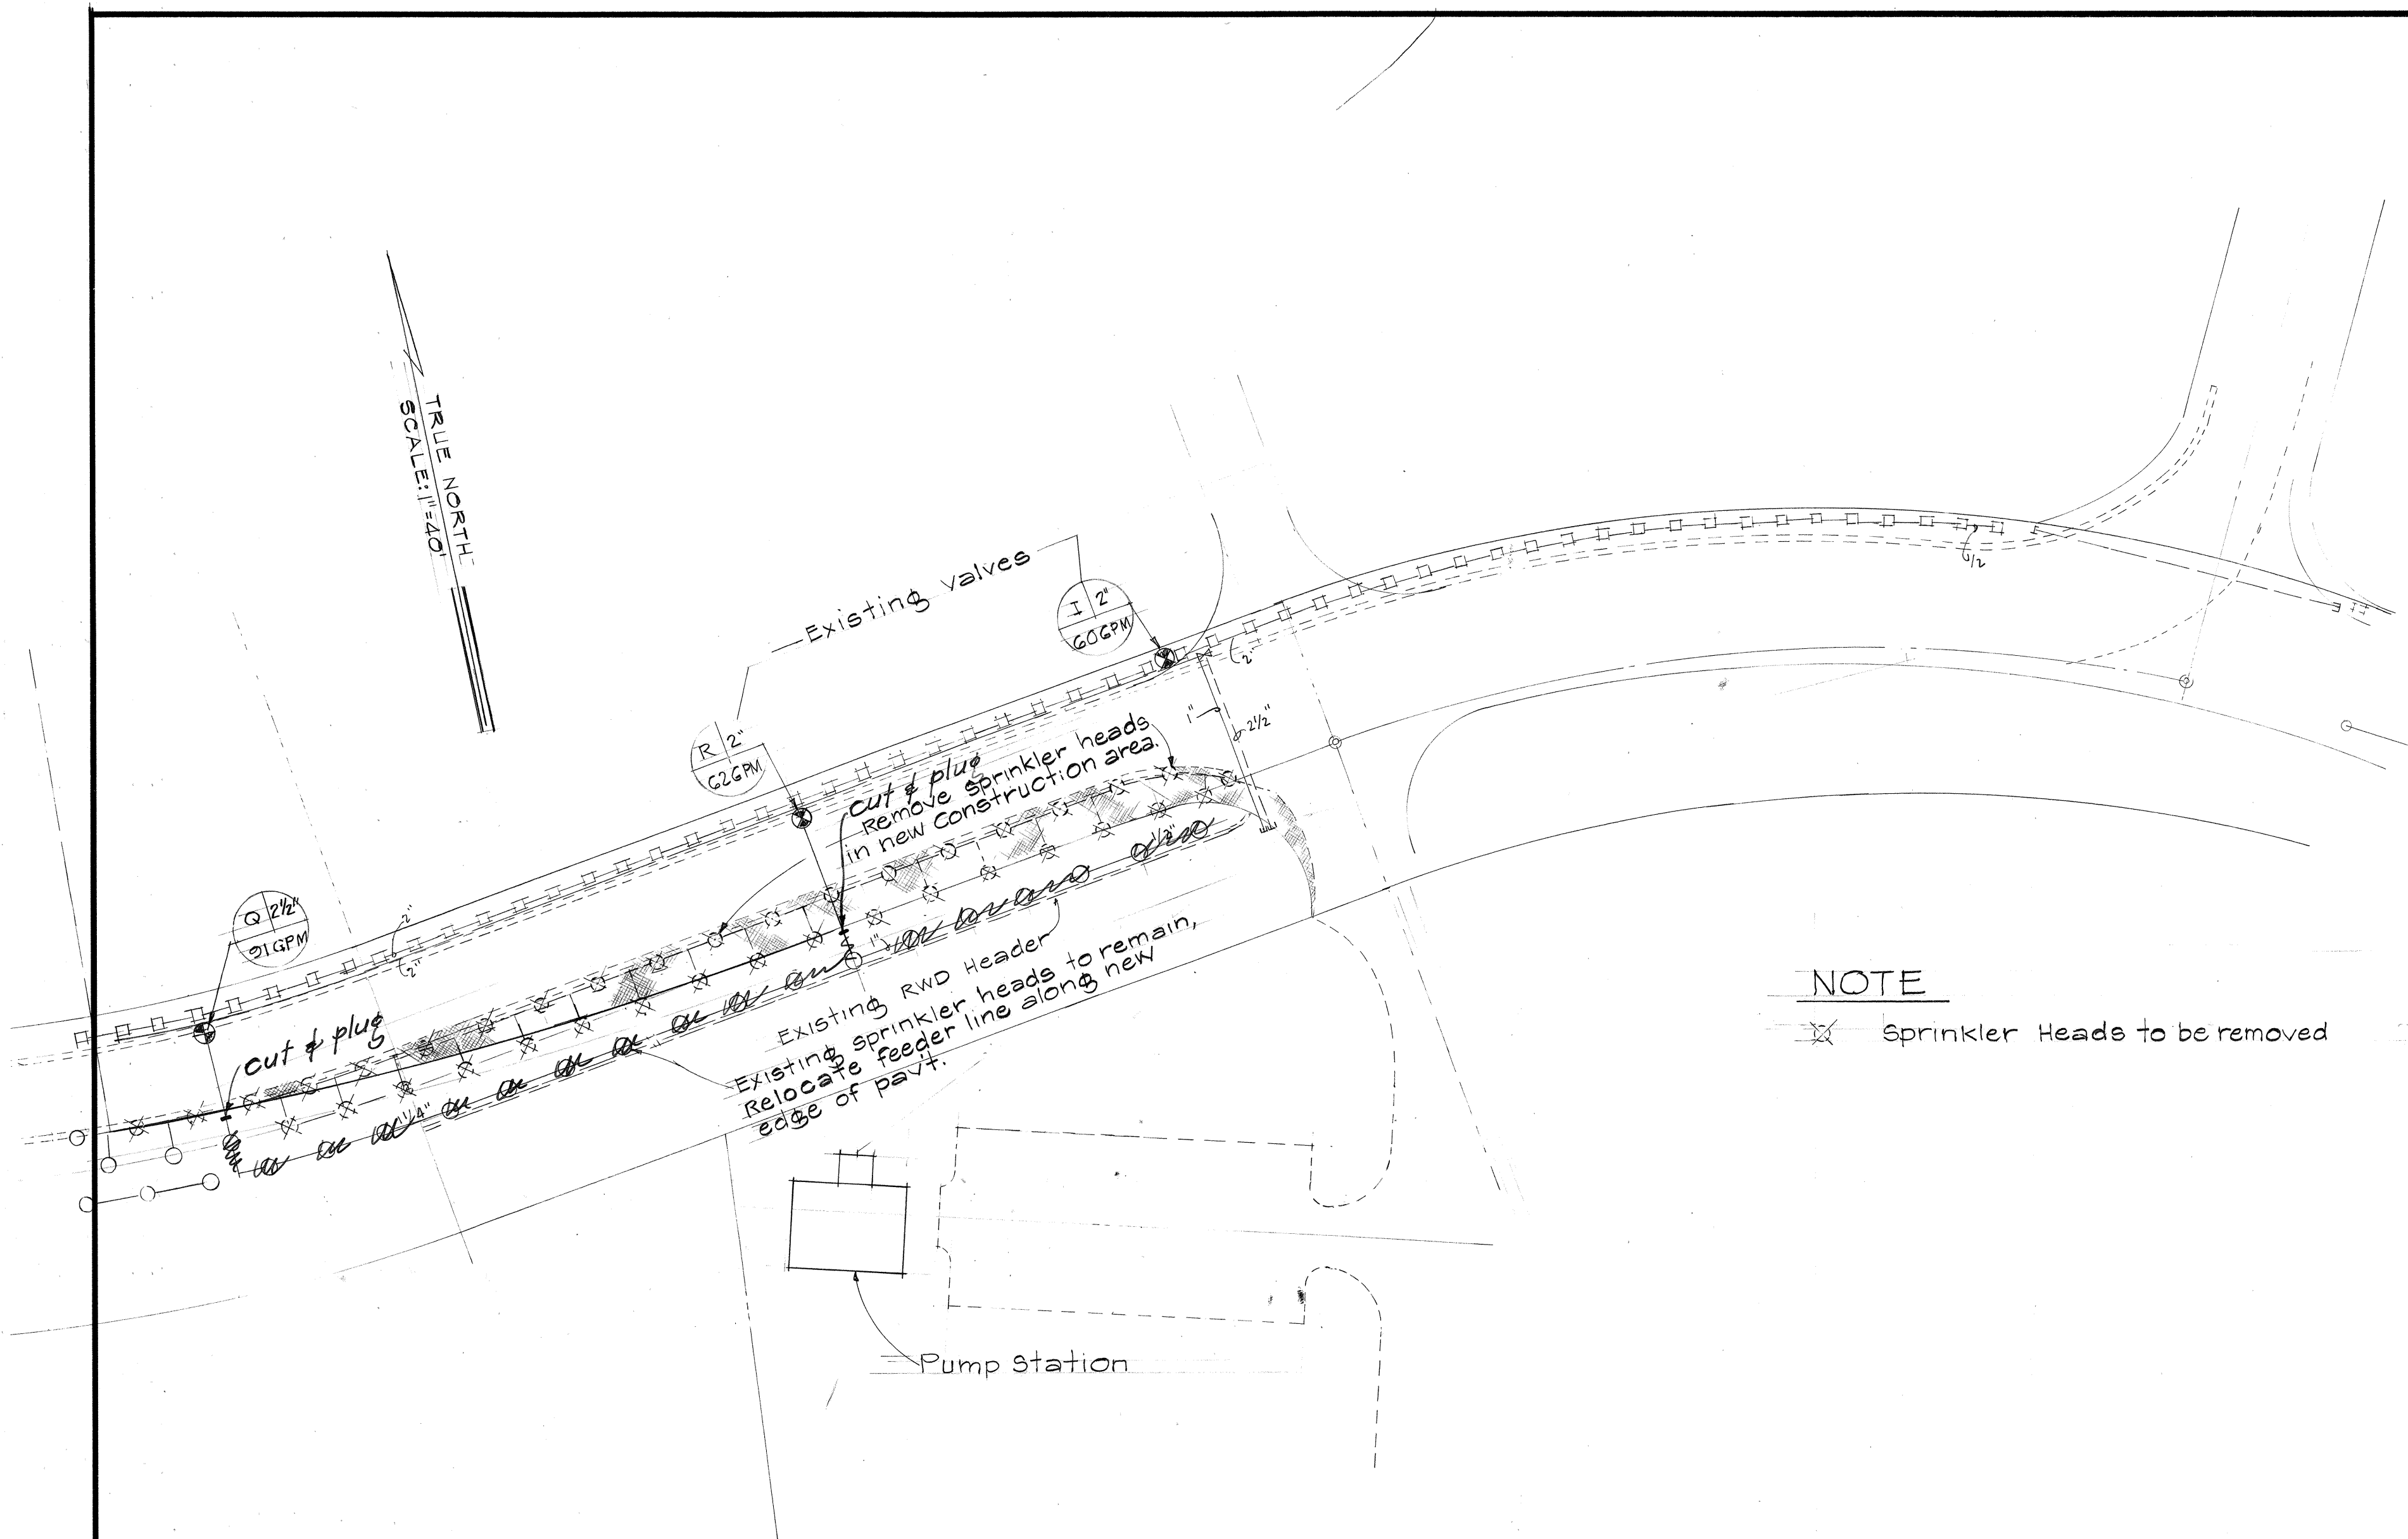 TRUE NORTH
SCALE: 1"=40'
Existing valves
I 2"
60GPM
R 2"
62GPM
Q 2½"
91GPM
cut & plug
Remove sprinkler heads
in new construction area.
1"
2½"
2"
1/2
2"
2"
cut & plug
1"
1½"
1¼"
Existing RWD Header
Existing sprinkler heads to remain,
Relocate feeder line along new
edge of pav't.
NOTE
Sprinkler Heads to be removed
Pump Station